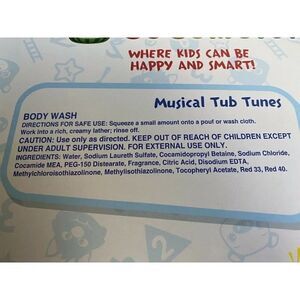 WHERE KIDS CAN BE
HAPPY AND SMART!
Musical Tub Tunes
BODY WASH
DIRECTIONS FOR SAFE USE: Squeeze a small amount onto a pouf or wash cloth.
Work into a rich, creamy lather; rinse off.
CAUTION: Use only as directed. KEEP OUT OF REACH OF CHILDREN EXCEPT
UNDER ADULT SUPERVISION. FOR EXTERNAL USE ONLY.
INGREDIENTS: Water, Sodium Laureth Sulfate, Cocamidopropyl Betaine, Sodium Chloride,
Cocamide MEA, PEG-150 Distearate, Fragrance, Citric Acid, Disodium EDTA,
Methylchloroisothiazolinone, Methylisothiazolinone, Tocopheryl Acetate, Red 33, Red 40.